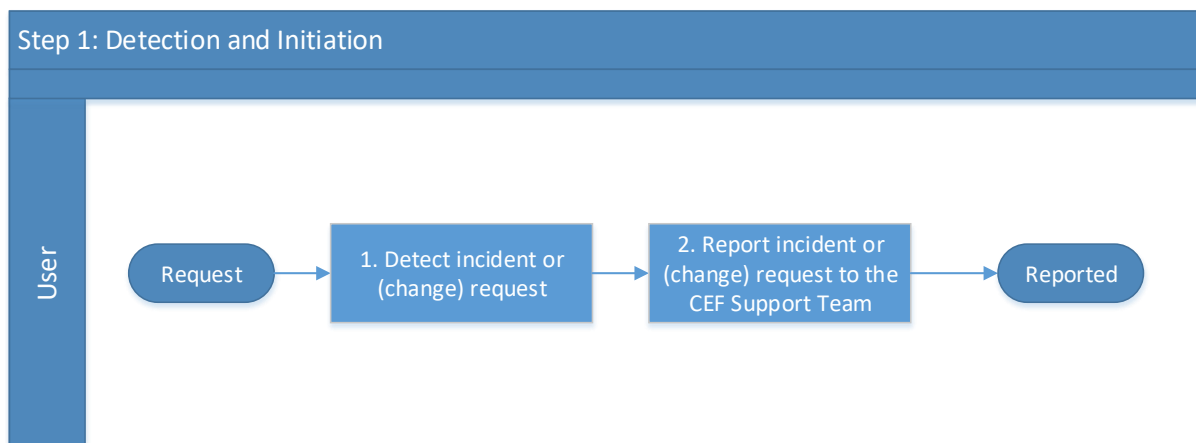 Step 1: Detection and Initiation
User
Request
1. Detect incident or
(change) request
2. Report incident or
(change) request to the
CEF Support Team
Reported